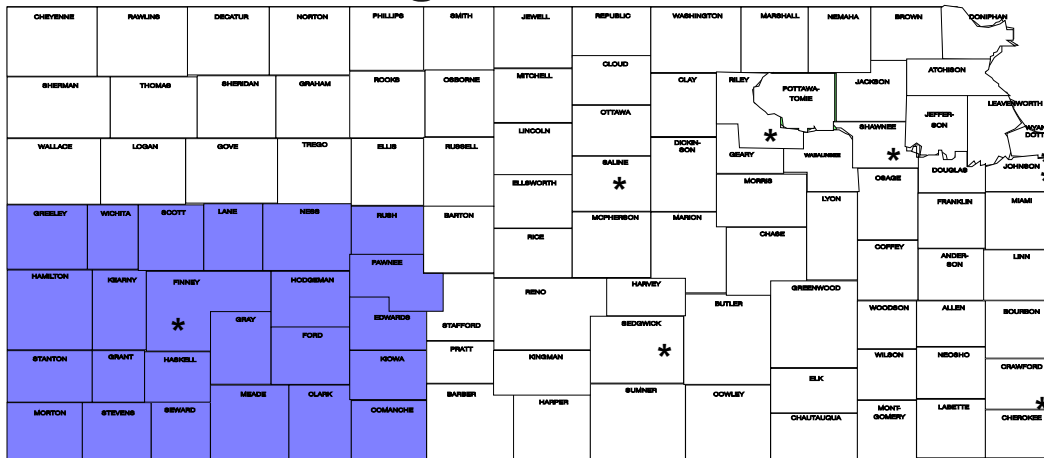 CHEYENNE RAWLINS DECATUR NORTON PHILLIPS SMITH JEWELL REPUBLIC WASHINGTON MARSHALL NEMAHA BROWN DONIPHAN
CLOUD
ATCHISON
SHERMAN THOMAS SHERIDAN GRAHAM ROOKS OSBORNE MITCHELL CLAY RILEY POTTAWA-
TOMIE JACKSON
LEAVENWORTH
OTTAWA
JEFFER-
SON
LINCOLN
SHAWNEE
WYAN
DOTT
*
WALLACE LOGAN GOVE TREGO ELLIS RUSSELL DICKIN-
SON
GEARY WABAUNSEE
*
SALINE
JOHNSON
DOUGLAS
*
OSAGE
ELLSWORTH
*
MORRIS
LYON
FRANKLIN MIAMI
GREELEY WICHITA SCOTT LANE NESS RUSH BARTON MCPHERSON MARION
CHASE
RICE
COFFEY
ANDER-
SON
LINN
PAWNEE
HAMILTON KEARNY FINNEY HODGEMAN
RENO HARVEY
GREENWOOD
BUTLER
WOODSON ALLEN BOURBON
GRAY
EDWARDS
STAFFORD
SEDGWICK
*
*
FORD
PRATT
STANTON GRANT HASKELL KIOWA KINGMAN
WILSON NEOSHO
CRAWFORD
ELK
MEADE CLARK BARBER SUMNER COWLEY
HARPER
*
MORTON STEVENS SEWARD COMANCHE
CHAUTAUQUA
MONT-
GOMERY
LABETTE
CHEROKEE